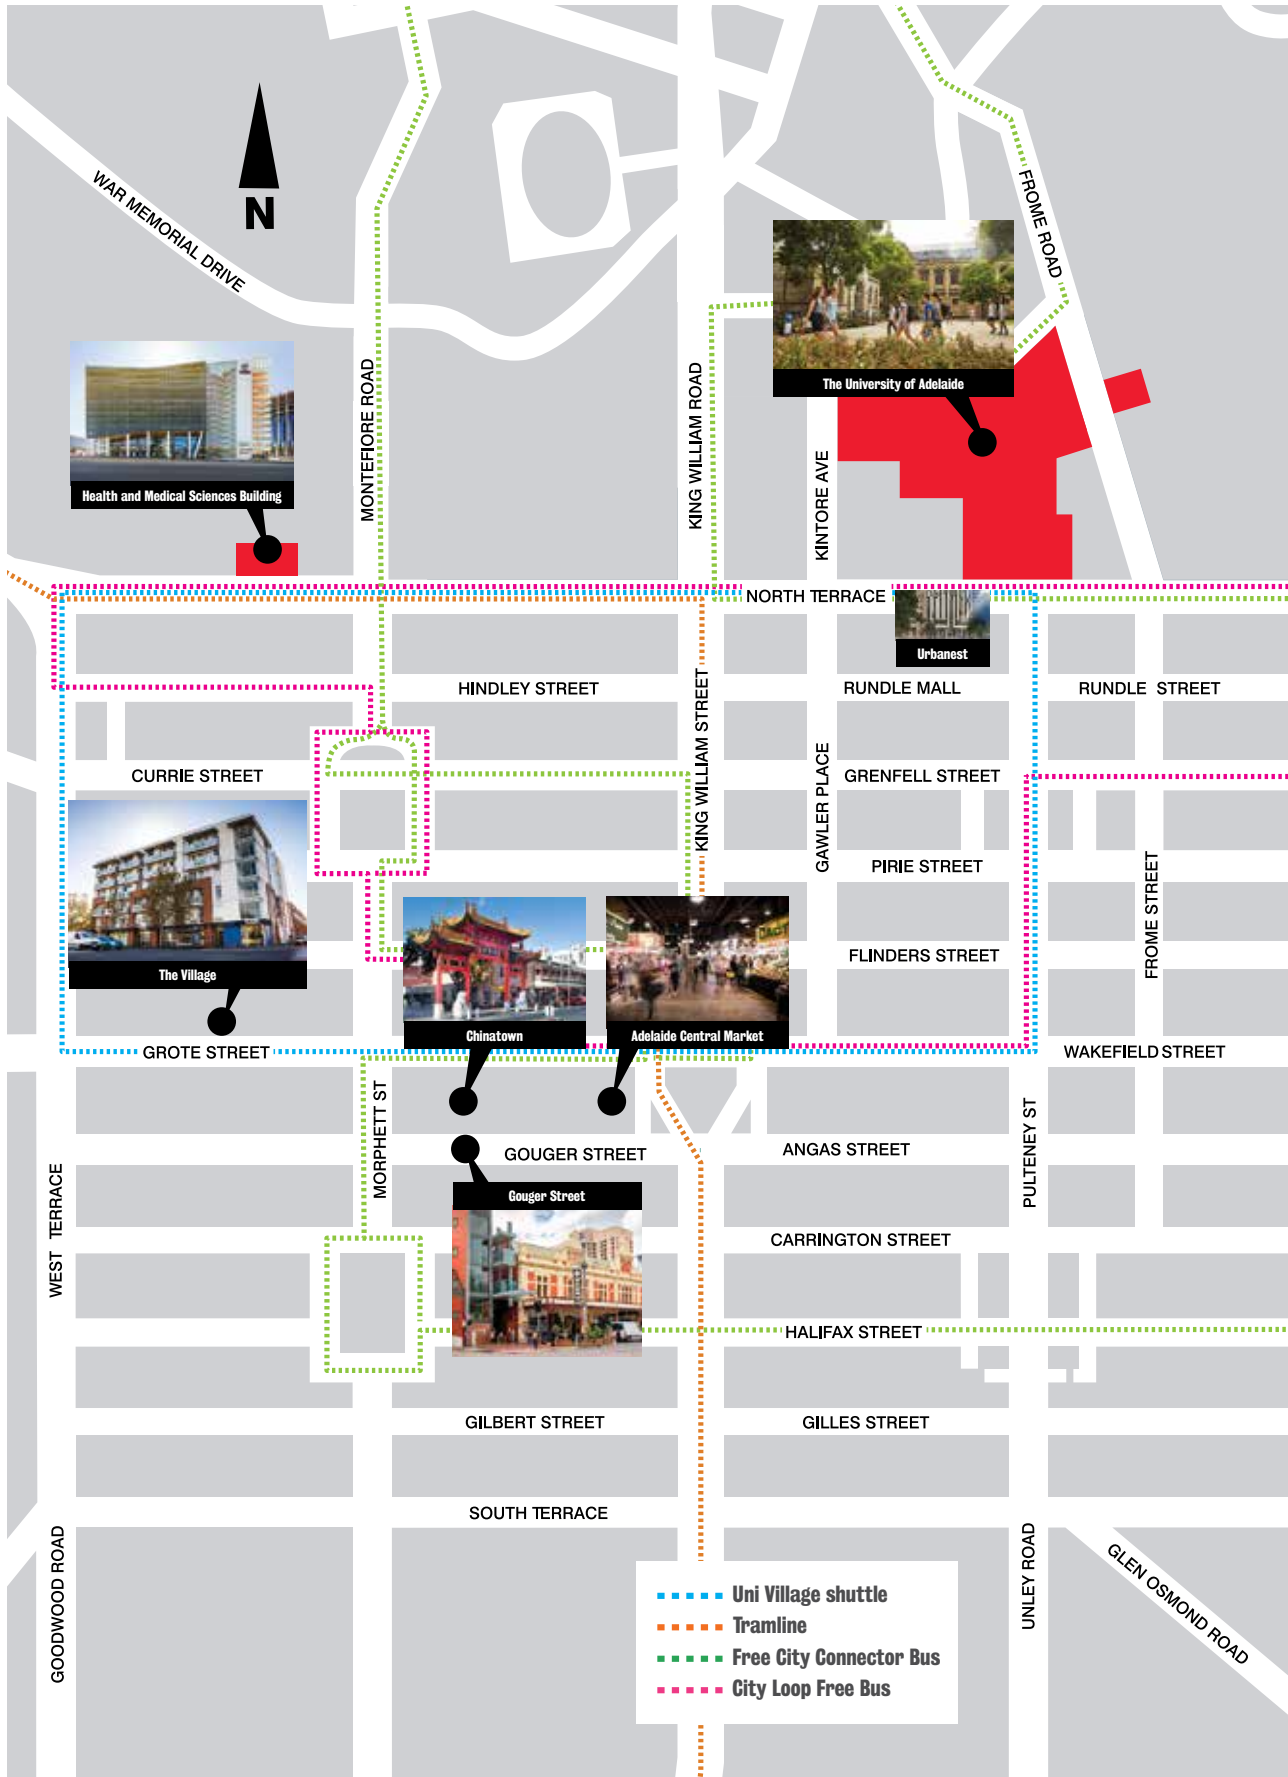 WAR MEMORIAL DRIVE
N
FROME ROAD
The University of Adelaide
MONTEFIORE ROAD
KING WILLIAM ROAD
KINTORE AVE
Health and Medical Sciences Building
NORTH TERRACE
Urbanest
HINDLEY STREET
RUNDLE MALL
RUNDLE STREET
KING WILLIAM STREET
GAWLER PLACE
CURRIE STREET
GRENFELL STREET
PIRIE STREET
FROME STREET
The Village
FLINDERS STREET
Chinatown
Adelaide Central Market
GROTE STREET
WAKEFIELD STREET
MORPHETT ST
PULTENEY ST
GOUGER STREET
ANGAS STREET
WEST TERRACE
Gouger Street
CARRINGTON STREET
HALIFAX STREET
GILBERT STREET
GILLES STREET
SOUTH TERRACE
GOODWOOD ROAD
UNLEY ROAD
GLEN OSMOND ROAD
Uni Village shuttle
Tramline
Free City Connector Bus
City Loop Free Bus